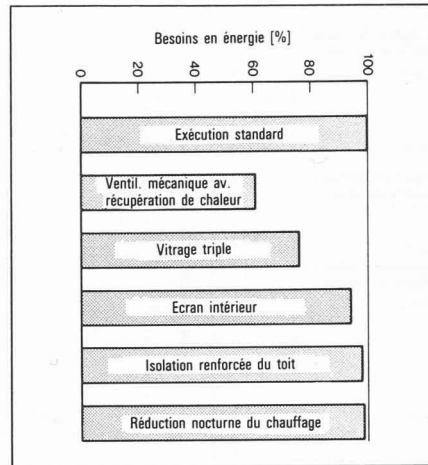 Besoins en énergie [%]
0 20 40 60 80 100
Exécution standard
Ventil. mécanique av.
récupération de chaleur
Vitrage triple
Ecran intérieur
Isolation renforcée du toit
Réduction nocturne du chauffage